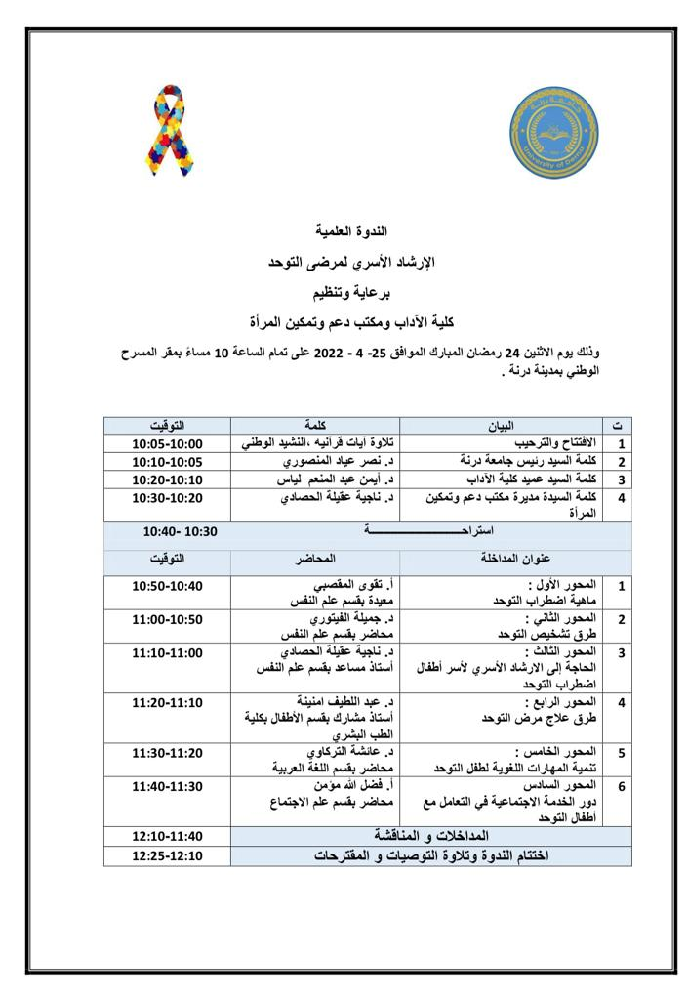 جامعة درنة
University of Derna
الندوة العلمية
الإرشاد الأسري لمرضى التوحد
برعاية وتنظيم
كلية الآداب ومكتب دعم وتمكين المرأة
وذلك يوم الاثنين 24 رمضان المبارك الموافق 25- 4 - 2022 على تمام الساعة 10 مساءً بمقر المسرح
الوطني بمدينة درنة .
ت البيان كلمة التوقيت
1 الافتتاح والترحيب تلاوة آيات قرآنيه ،النشيد الوطني 10:05-10:00
2 كلمة السيد رئيس جامعة درنة د. نصر عياد المنصوري 10:10-10:05
3 كلمة السيد عميد كلية الآداب د. أيمن عبد المنعم لياس 10:20-10:10
4 كلمة السيدة مديرة مكتب دعم وتمكين د. ناجية عقيلة الحصادي 10:30-10:20
المرأة
استراحـــــــــــــــــــة 10:40- 10:30
عنوان المداخلة المحاضر التوقيت
1 المحور الأول : أ. تقوى المقصبي 10:50-10:40
ماهية اضطراب التوحد معيدة بقسم علم النفس
2 المحور الثاني : د. جميلة الفيتوري 11:00-10:50
طرق تشخيص التوحد محاضر بقسم علم النفس
3 المحور الثالث : د. ناجية عقيلة الحصادي 11:10-11:00
الحاجة إلى الارشاد الأسري لأسر أطفال أستاذ مساعد بقسم علم النفس
اضطراب التوحد
4 المحور الرابع : د. عبد اللطيف امنينة 11:20-11:10
طرق علاج مرض التوحد أستاذ مشارك بقسم الأطفال بكلية
الطب البشري
5 المحور الخامس : د. عائشة التركاوي 11:30-11:20
تنمية المهارات اللغوية لطفل التوحد محاضر بقسم اللغة العربية
6 المحور السادس أ. فضل الله مؤمن 11:40-11:30
دور الخدمة الاجتماعية في التعامل مع محاضر بقسم علم الاجتماع
أطفال التوحد
المداخلات و المناقشة 12:10-11:40
اختتام الندوة وتلاوة التوصيات و المقترحات 12:25-12:10